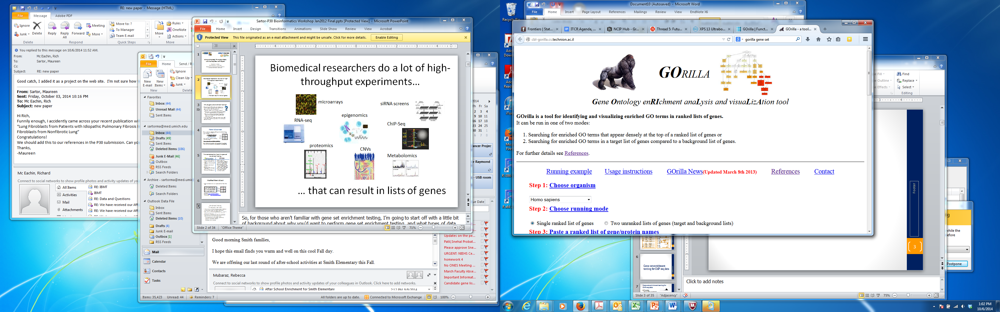 RE: new paper - Message (HTML)
File
Message
Adobe PDF
Ignore
Junk
Delete
Reply
Reply All
Forward
Meeting
More
Move to: ?
To Manager
Team E-mail
Move
Rules
OneNote
Actions
Delete
Respond
Quick Steps
Move
You replied to this message on 10/6/2014 11:52 AM.
From: Mc Eachin, Rich
To: Sartor, Maureen
Cc:
Subject: RE: new paper
Good catch, I added it as a project on the web site. I'm not sure how
From: Sartor, Maureen
Sent: Friday, October 03, 2014 10:16 PM
To: Mc Eachin, Rich
Subject: new paper
Hi Rich,
Funnily enough, I accidently came across your recent publication
“Lung Fibroblasts from Patients with Idiopathic Pulmonary Fibrosis
Fibroblasts from Nonfibrotic Lung”
Congratulations!
We should add this to our references in the P30 submission. Can
Thanks,
-Maureen
Mc Eachin, Richard
Connect to social networks to show profile photos and activity updates of
All Items
Activities
Mail
Attachments
RE: IBMT
IBMT
RE: Data and Questions
RE: We have received our Aff
RE: We have received our Aff
File
Home
Send / R
New E-mail
New Items
Ignore
Clean Up
Junk
New
Delete
Favorites
Inbox (44)
Unread Mail (44)
Sent Items
sartorma@med.umich.edu
Inbox (44)
Drafts [49]
Sent Items
Deleted Items (186)
Junk E-Mail [46]
Outbox
RSS Feeds
Search Folders
Archive - sartorma@med.umic
Deleted Items
Search Folders
Outlook Data File
Inbox
Sent Items
Deleted Items (10)
Drafts (4)
Junk E-mail
Outbox [1]
RSS Feeds
Mail
Calendar
Contacts
Tasks
Items: 35,423
Unread: 44
Reminders: 7
All folders are up to date.
Connected to Microsoft Exchange
100%
Good morning Smith families,
I hope this email finds you warm and well on this cool Fall day.
We are offering our last round of after-school activities at Smith Elementary this Fall.
Mubaraz, Rebecca
Connect to social networks to show profile photos and activity updates of your colleagues in Outlook. Click here to add networks.
After School Enrichment for Smith Elementary
2:12 PM 9/9/2014
Updates on the pe...
Patil,Snehal Probat...
Please approve Sne...
URGENT: NIEHS Ce...
homework 4
No ONES Meeting ...
March Faculty Abse...
Important Informat...
Candidate gene lis...
Sartor-P30 Bioinformatics Workshop Jan2012 Final.pptx [Protected View] - Microsoft PowerPoint
File
Home
Insert
Design
Transitions
Animations
Slide Show
Review
View
Acrobat
Protected View
This file originated as an e-mail attachment and might be unsafe. Click for more details.
Enable Editing
Biomedical researchers do a lot of high-
throughput experiments…
microarrays
siRNA screens
epigenomics
RNA-seq
ChIP-Seq
proteomics
CNVs
Metabolomics
… that can result in lists of genes
So, for those who aren’t familiar with gene set enrichment testing, I’m going to start off with a little bit
of background about why you’d want to perform gene set enrichment testing, and what types of data
Slide 2 of 34
"Office Theme"
71%
2014
Th Fr Sa
2 3 4
9 10 11
16 17 18
23 24 25
30 31 1
6 7 8
ancer Projec
r Raymond
- USB room
ue Date
Recycle Bin
Document10 (Autosaved) - Microsoft Word
File
Home
Insert
Page Layout
References
Mailings
Review
View
EndNote X6
Frontiers | Stat...
ITCR Agenda, ...
NCIP Hub - Gr...
Thread 5: Futu...
XPS 13 Ultrabo...
GOrilla | Funct...
GOrilla - a tool...
cbl-gorilla.cs.technion.ac.il
gorilla gene set
GORILLA
Gene Ontology enRIchment anaLysis and visuaLizAtion tool
GOrilla is a tool for identifying and visualizing enriched GO terms in ranked lists of genes.
It can be run in one of two modes:
1. Searching for enriched GO terms that appear densely at the top of a ranked list of genes or
2. Searching for enriched GO terms in a target list of genes compared to a background list of genes.
For further details see References.
Running example
Usage instructions
GOrilla News(Updated March 8th 2013)
References
Contact
Step 1: Choose organism
Homo sapiens
Step 2: Choose running mode
Single ranked list of genes
Two unranked lists of genes (target and background lists)
Step 3: Paste a ranked list of gene/protein names
Find
Replace
Select
Editing
Footer
3
6
Gene set enrichment
testing for ChIP-seq data
7
Click to add notes
Slide 3 of 35
"Adjacency"
75%
while the
efore
Postpone
1:02 PM
10/6/2014